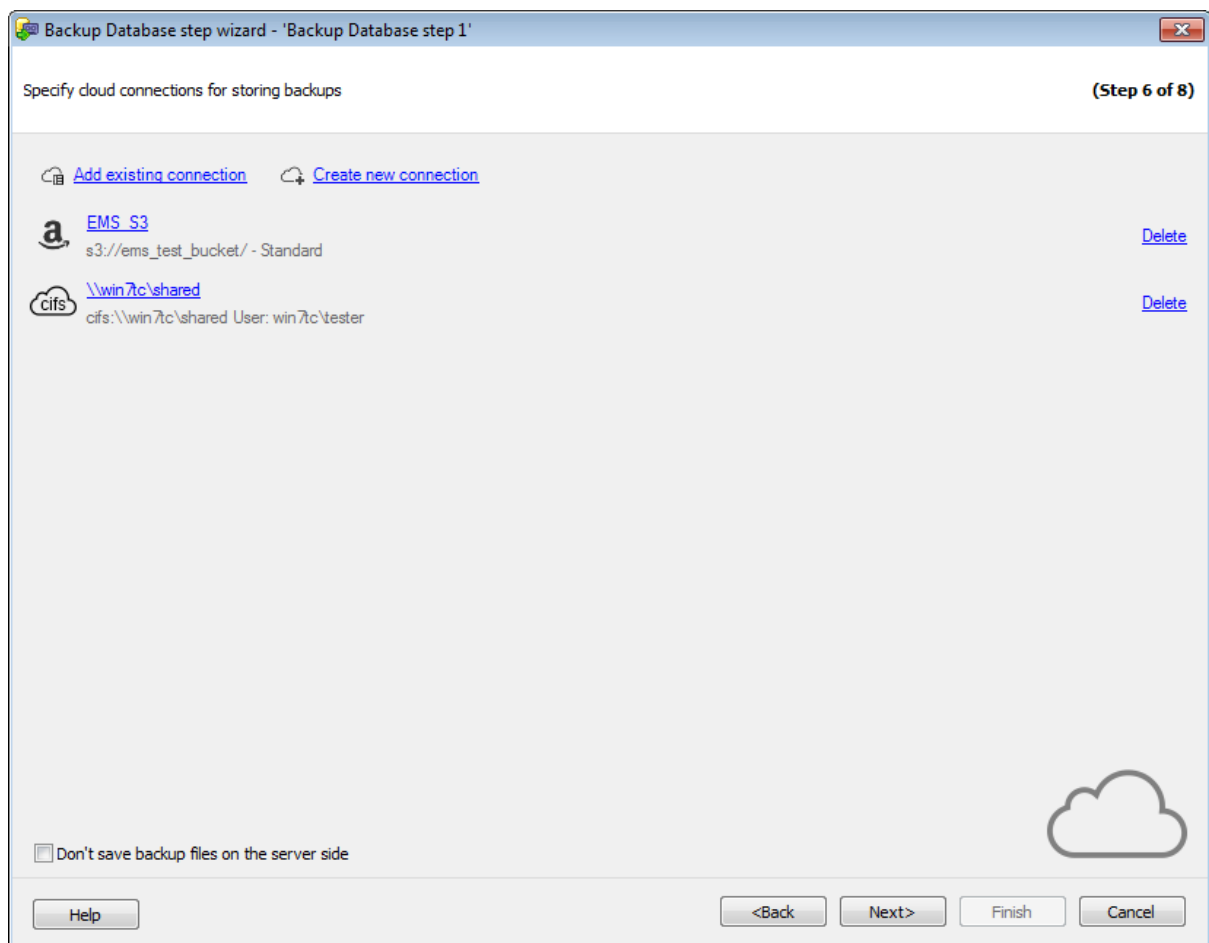 Backup Database step wizard - 'Backup Database step 1'
Specify cloud connections for storing backups (Step 6 of 8)
Add existing connection Create new connection
a EMS_S3
s3://ems_test_bucket/ - Standard Delete
cifs \\win7tc\shared
cifs:\\win7tc\shared User: win7tc\tester Delete
Don't save backup files on the server side
Help <Back Next> Finish Cancel